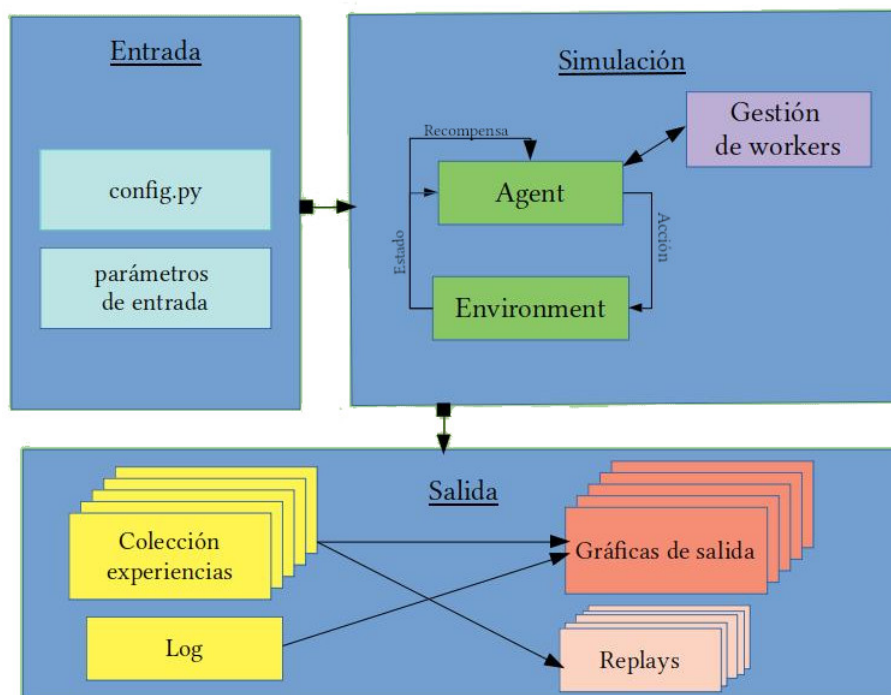 Entrada
config.py
parámetros
de entrada
Simulación
Gestión
de workers
Recompensa
Agent
Estado
Acción
Environment
Salida
Colección
experiencias
Log
Gráficas de salida
Replays